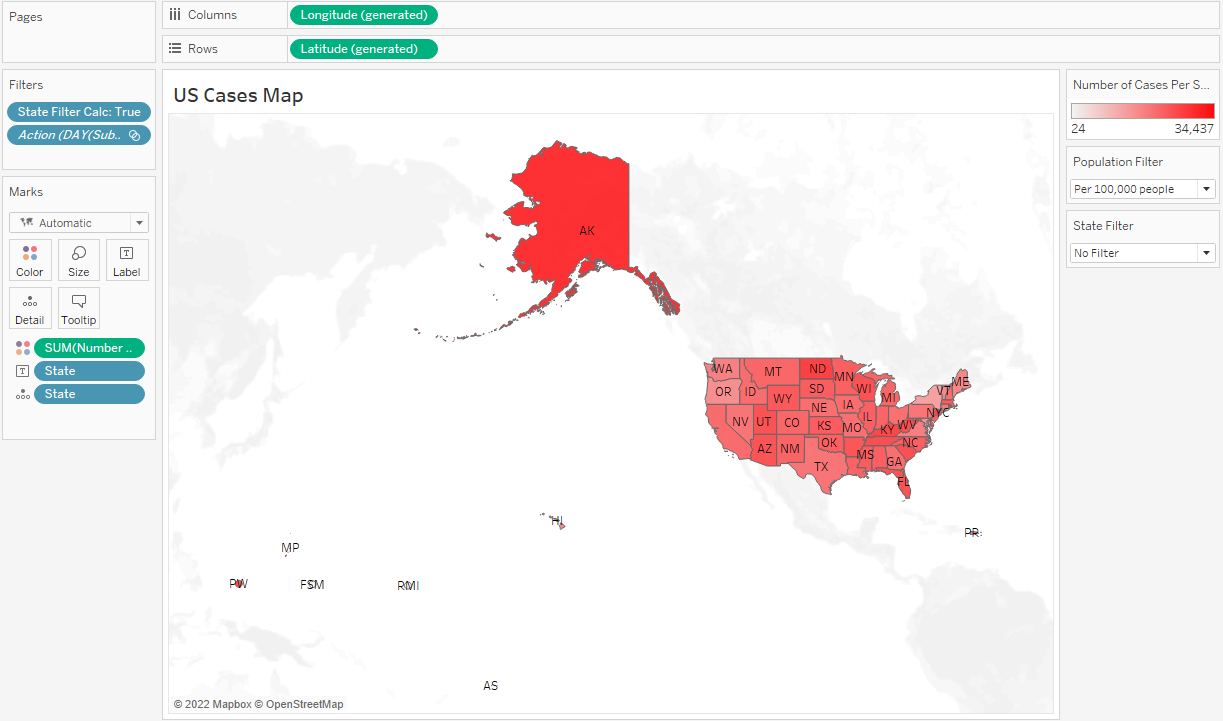 Pages
Columns
Longitude (generated)
Rows
Latitude (generated)
Filters
State Filter Calc: True
Action (DAY(Sub..
Marks
Automatic
Color
Size
Label
Detail
Tooltip
SUM(Number ..
State
State
US Cases Map
AK
WA
MT
ND
MN
OR
ID
SD
WI
MI
VT
ME
WY
NE
IA
NYC
NV
UT
CO
KS
MO
IL
KY
WV
AZ
NM
OK
MS
NC
TX
GA
FL
HI
PR
MP
PW
FSM
RMI
AS
© 2022 Mapbox © OpenStreetMap
Number of Cases Per S...
24
34,437
Population Filter
Per 100,000 people
State Filter
No Filter